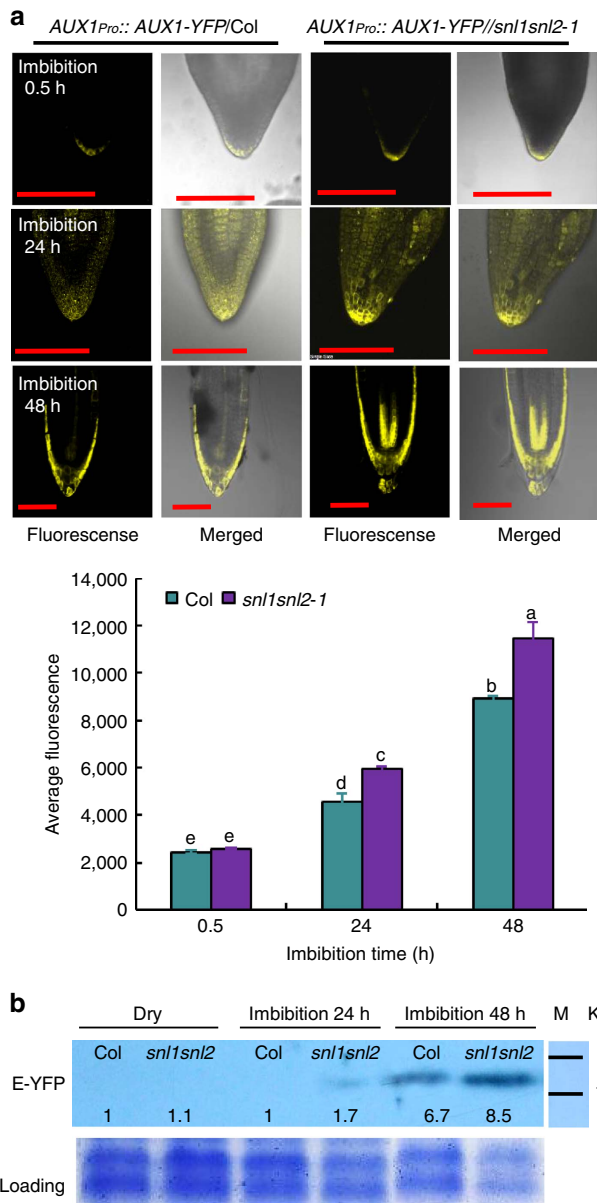 a
AUX1Pro:: AUX1-YFP/Col
AUX1Pro:: AUX1-YFP//snl1snl2-1
Imbibition
0.5 h
Imbibition
24 h
Imbibition
48 h
Fluorescense Merged Fluorescense Merged
14,000
12,000
10,000
8,000
6,000
4,000
2,000
0
Average fluorescence
Col snl1snl2-1
e e d c b a
0.5 24 48
Imbibition time (h)
b
Dry Imbibition 24 h Imbibition 48 h M K
Col snl1snl2 Col snl1snl2 Col snl1snl2
E-YFP
1 1.1 1 1.7 6.7 8.5
Loading